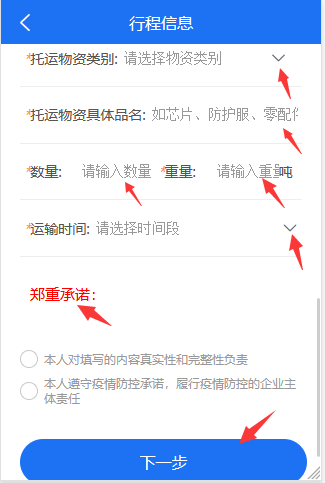 行程信息
*托运物资类别: 请选择物资类别
*托运物资具体品名: 如芯片、防护服、零配件
*数量: 请输入数量 *重量: 请输入重量吨
*运输时间: 请选择时间段
郑重承诺:
本人对填写的内容真实性和完整性负责
本人遵守疫情防控承诺，履行疫情防控的企业主
体责任
下一步